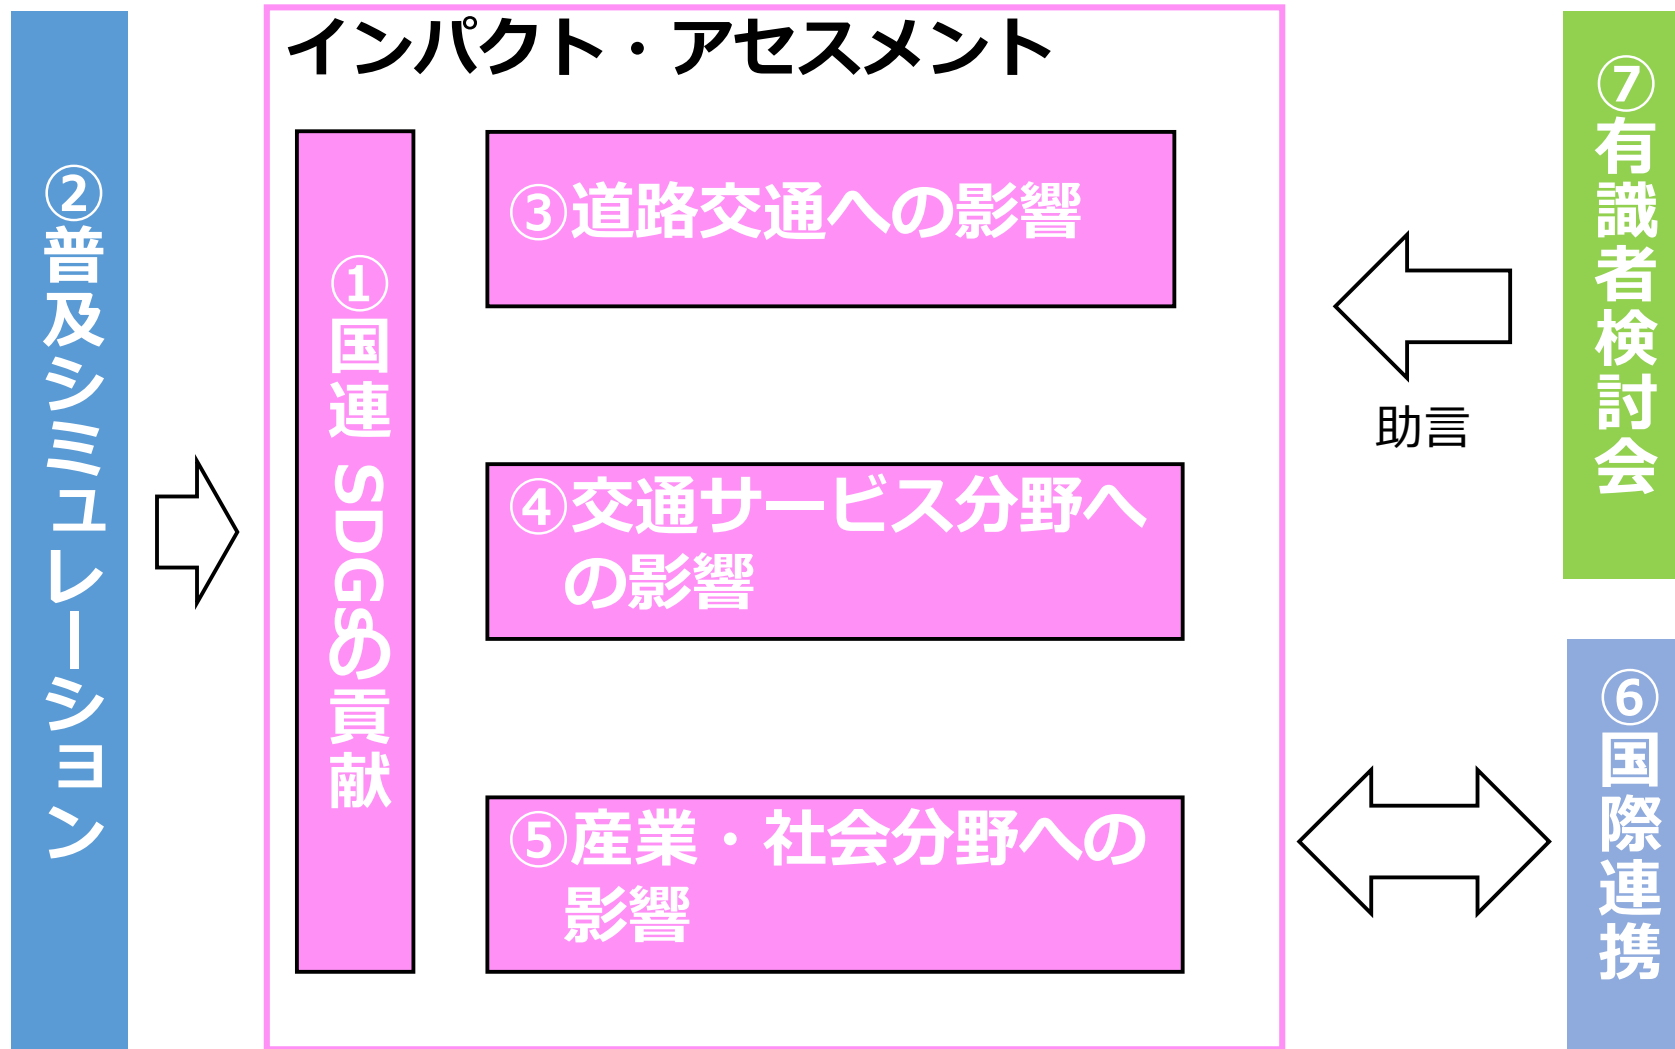 インパクト・アセスメント
②普及シミュレーション
①国連 SDGsの貢献
③道路交通への影響
④交通サービス分野へ
の影響
⑤産業・社会分野への
影響
⑦有識者検討会
助言
⑥国際連携